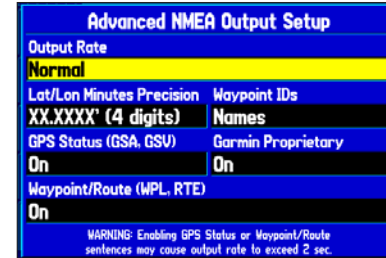 Advanced NMEA Output Setup
Output Rate
Normal
Lat/Lon Minutes Precision Waypoint IDs
XX.XXXX' (4 digits) Names
GPS Status (GSA, GSV) Garmin Proprietary
On On
Waypoint/Route (WPL, RTE)
On
WARNING: Enabling GPS Status or Waypoint/Route
sentences may cause output rate to exceed 2 sec.